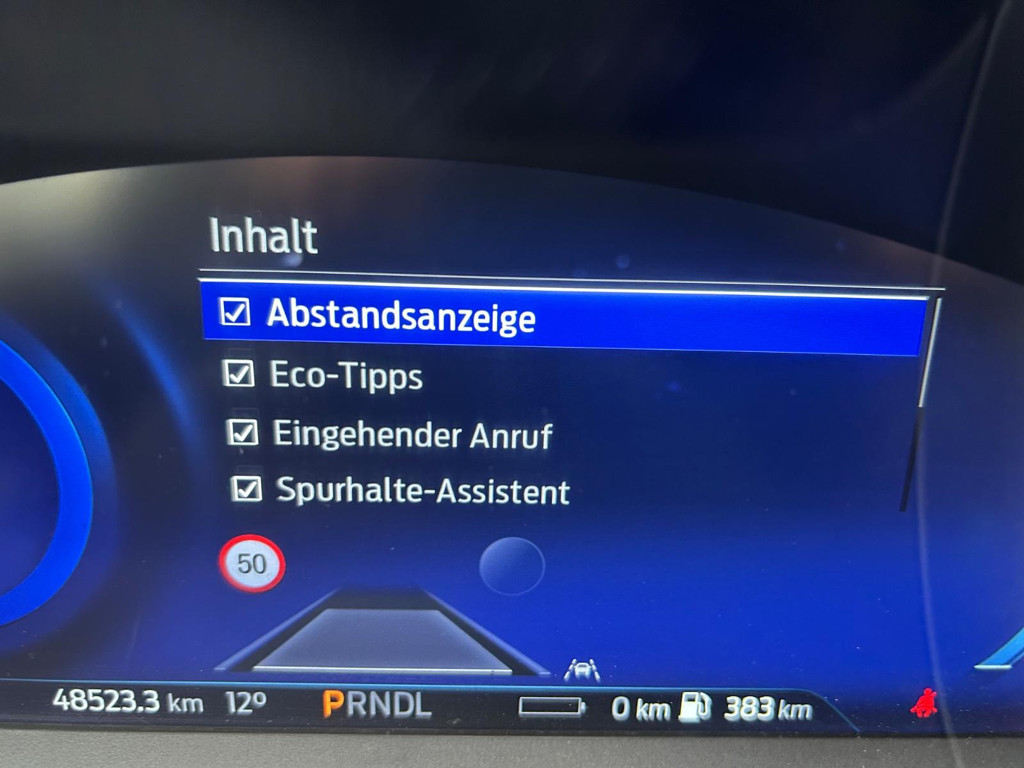 Inhalt
Abstandsanzeige
Eco-Tipps
Eingehender Anruf
Spurhalte-Assistent
50
48523.3 km 12° PRNDL 0 km 383 km